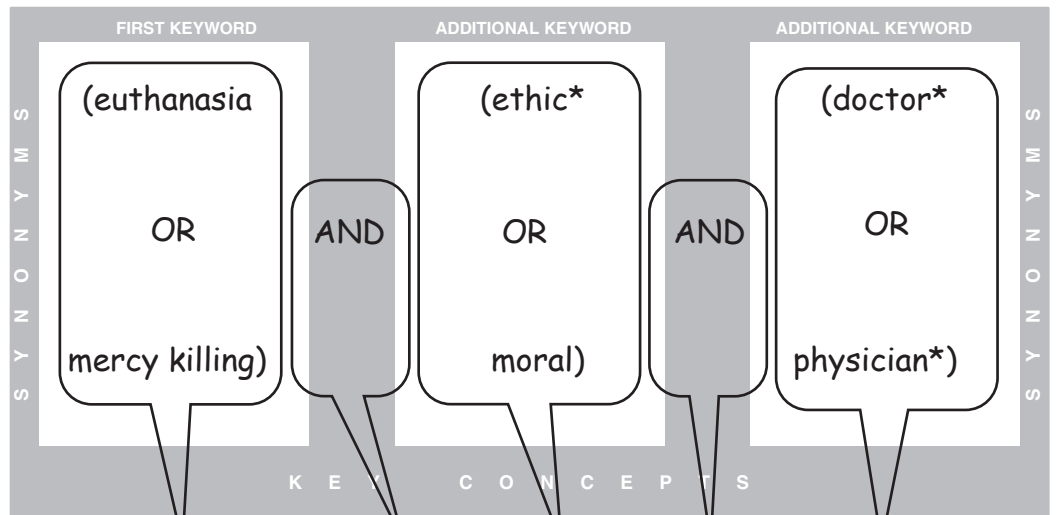 FIRST KEYWORD
ADDITIONAL KEYWORD
ADDITIONAL KEYWORD
SYNONYMS
(euthanasia
OR
mercy killing)
AND
(ethic*
OR
moral)
AND
(doctor*
OR
physician*)
SYNONYMS
KEY CONCEPTS